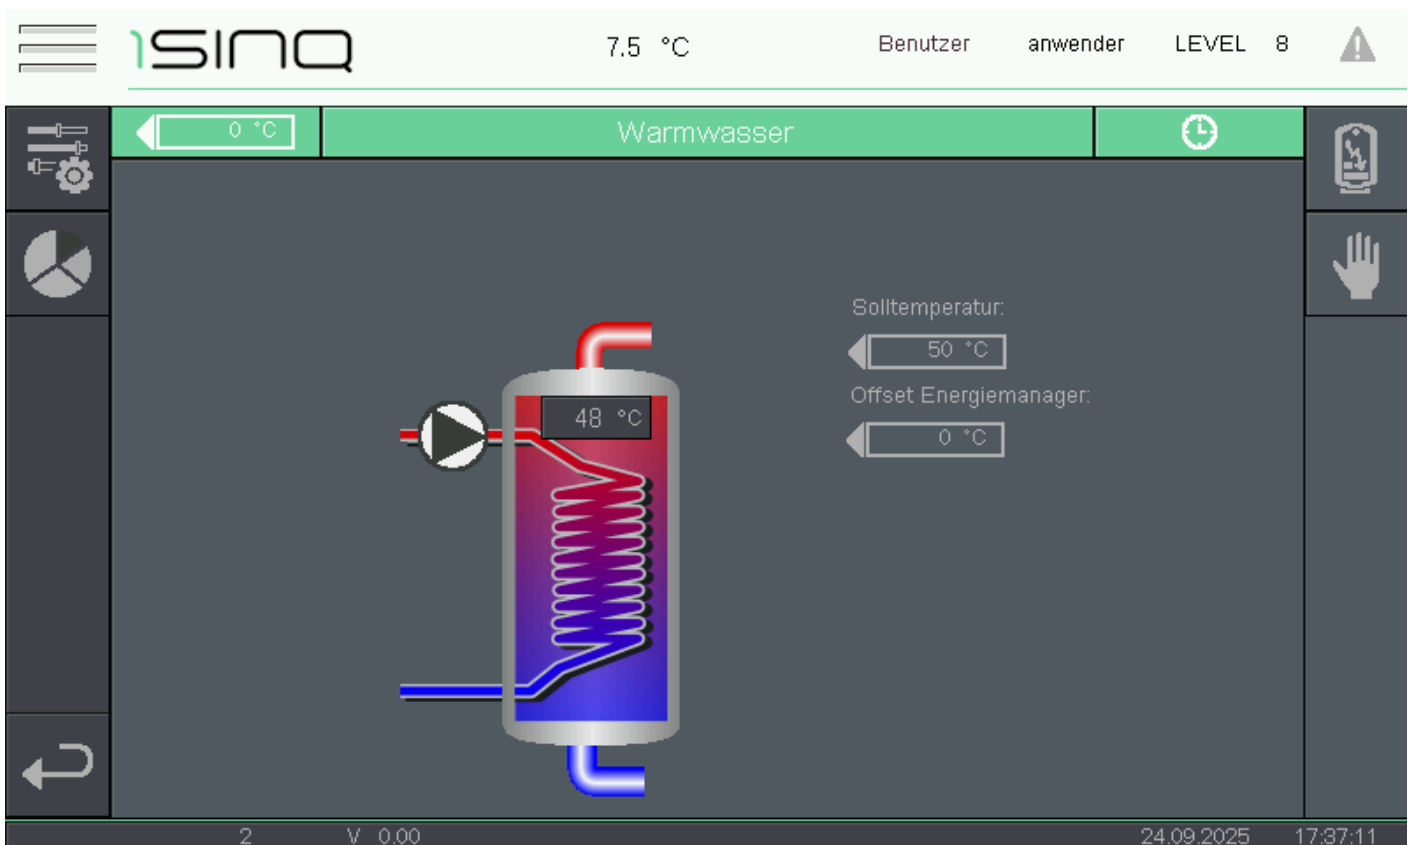 1SINQ 7.5 °C Benutzer anwender LEVEL 8
0 °C Warmwasser
Solltemperatur:
50 °C
Offset Energiemanager:
48 °C
0 °C
2 V 0.00 24.09.2025 17:37:11